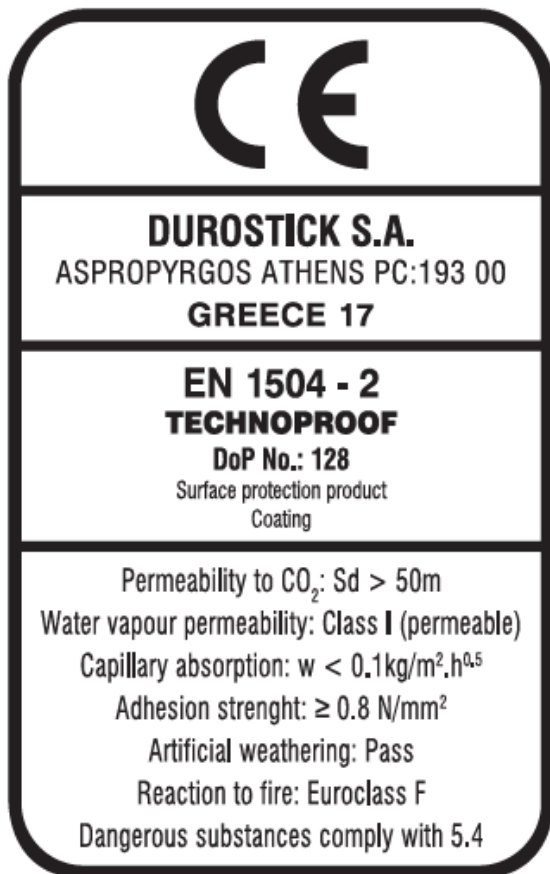 CE
DUROSTICK S.A.
ASPROPYRGOS ATHENS PC:193 00
GREECE 17
EN 1504 - 2
TECHNOPROOF
DoP No.: 128
Surface protection product
Coating
Permeability to CO₂: Sd > 50m
Water vapour permeability: Class I (permeable)
Capillary absorption: w < 0.1kg/m².h⁰·⁵
Adhesion strenght: ≥ 0.8 N/mm²
Artificial weathering: Pass
Reaction to fire: Euroclass F
Dangerous substances comply with 5.4